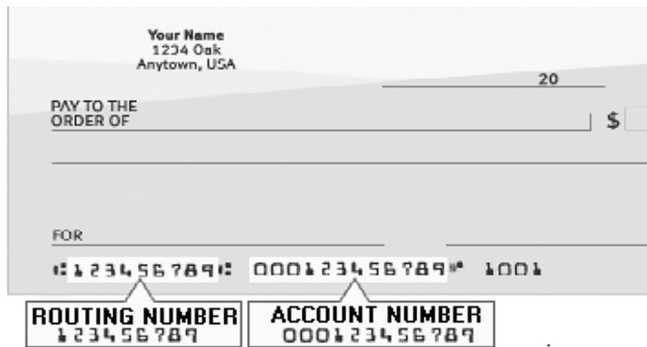 Your Name
1234 Oak
Anytown, USA
20
PAY TO THE
ORDER OF
$
FOR
⑆123456789⑆ 000123456789⑈ 1001
ROUTING NUMBER ACCOUNT NUMBER
123456789 000123456789